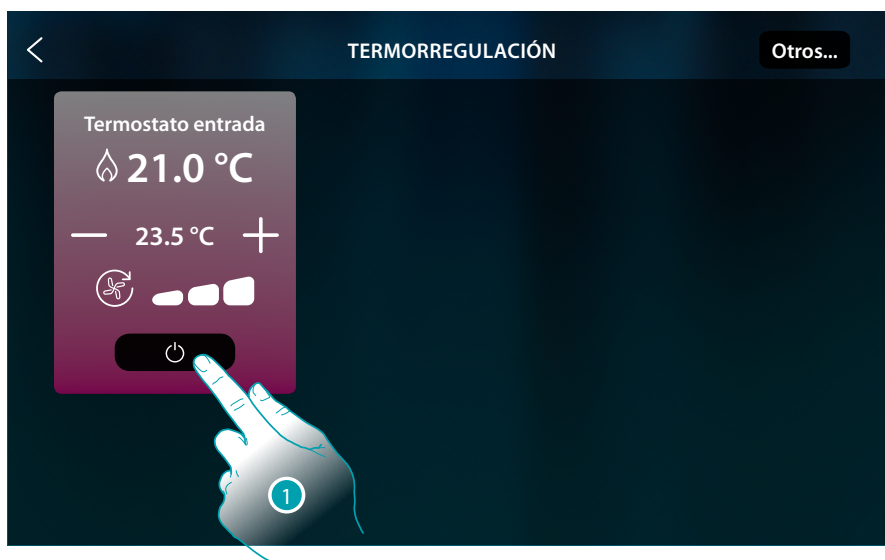 TERMORREGULACIÓN
Otros...
Termostato entrada
21.0 °C
23.5 °C
1